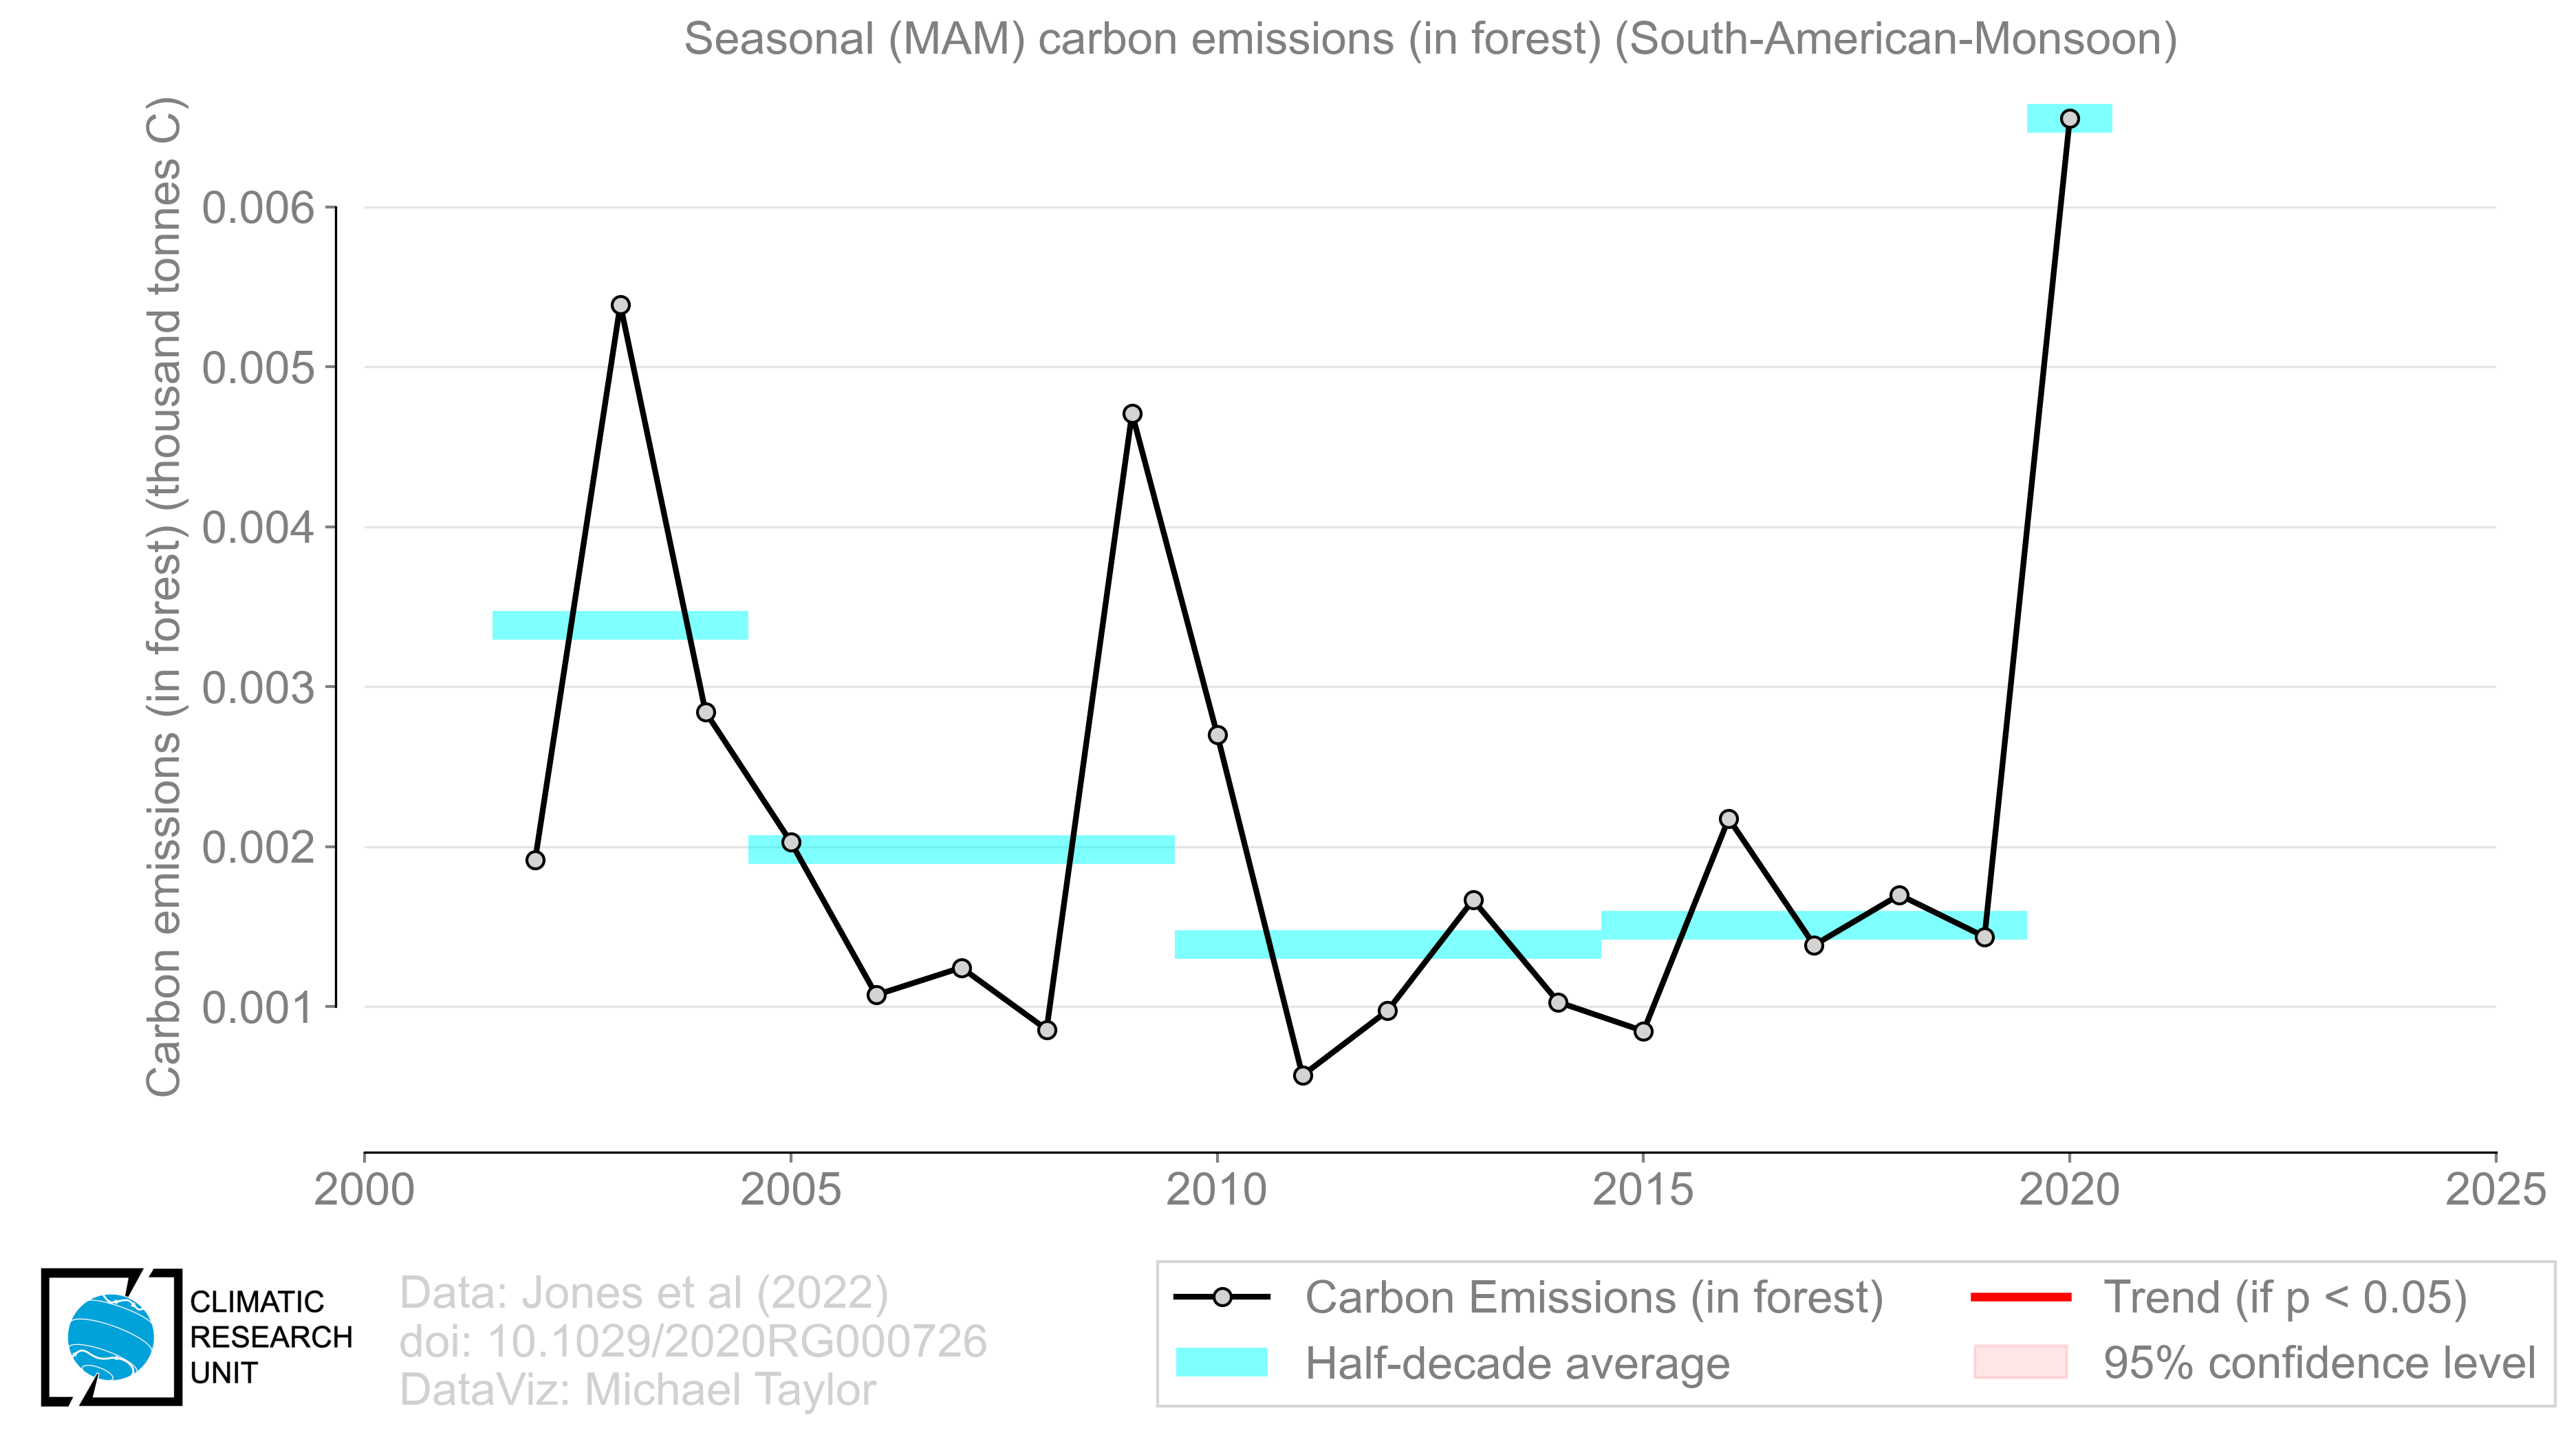 Seasonal (MAM) carbon emissions (in forest) (South-American-Monsoon)
Carbon emissions (in forest) (thousand tonnes C)
0.006
0.005
0.004
0.003
0.002
0.001
2000
2005
2010
2015
2020
2025
CLIMATIC
RESEARCH
UNIT
Data: Jones et al (2022)
doi: 10.1029/2020RG000726
DataViz: Michael Taylor
Carbon Emissions (in forest)
Half-decade average
Trend (if p < 0.05)
95% confidence level